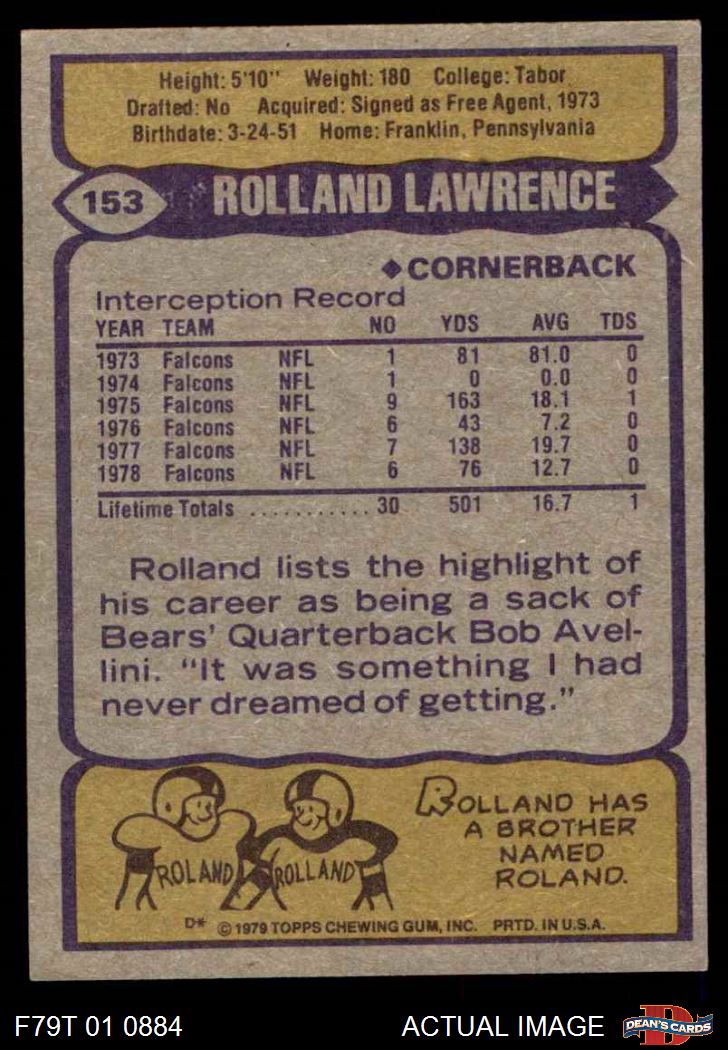 Height: 5'10" Weight: 180 College: Tabor
Drafted: No Acquired: Signed as Free Agent, 1973
Birthdate: 3-24-51 Home: Franklin, Pennsylvania
153 ROLLAND LAWRENCE
◆CORNERBACK
Interception Record
YEAR TEAM NO YDS AVG TDS
1973 Falcons NFL 1 81 81.0 0
1974 Falcons NFL 1 0 0.0 0
1975 Falcons NFL 9 163 18.1 1
1976 Falcons NFL 6 43 7.2 0
1977 Falcons NFL 7 138 19.7 0
1978 Falcons NFL 6 76 12.7 0
Lifetime Totals ........... 30 501 16.7 1
Rolland lists the highlight of
his career as being a sack of
Bears' Quarterback Bob Avel-
lini. "It was something I had
never dreamed of getting."
ROLAND ROLLAND
ROLLAND HAS
A BROTHER
NAMED
ROLAND.
D* © 1979 TOPPS CHEWING GUM, INC. PRTD. IN U.S.A.
F79T 01 0884 ACTUAL IMAGE D DEAN'S CARDS